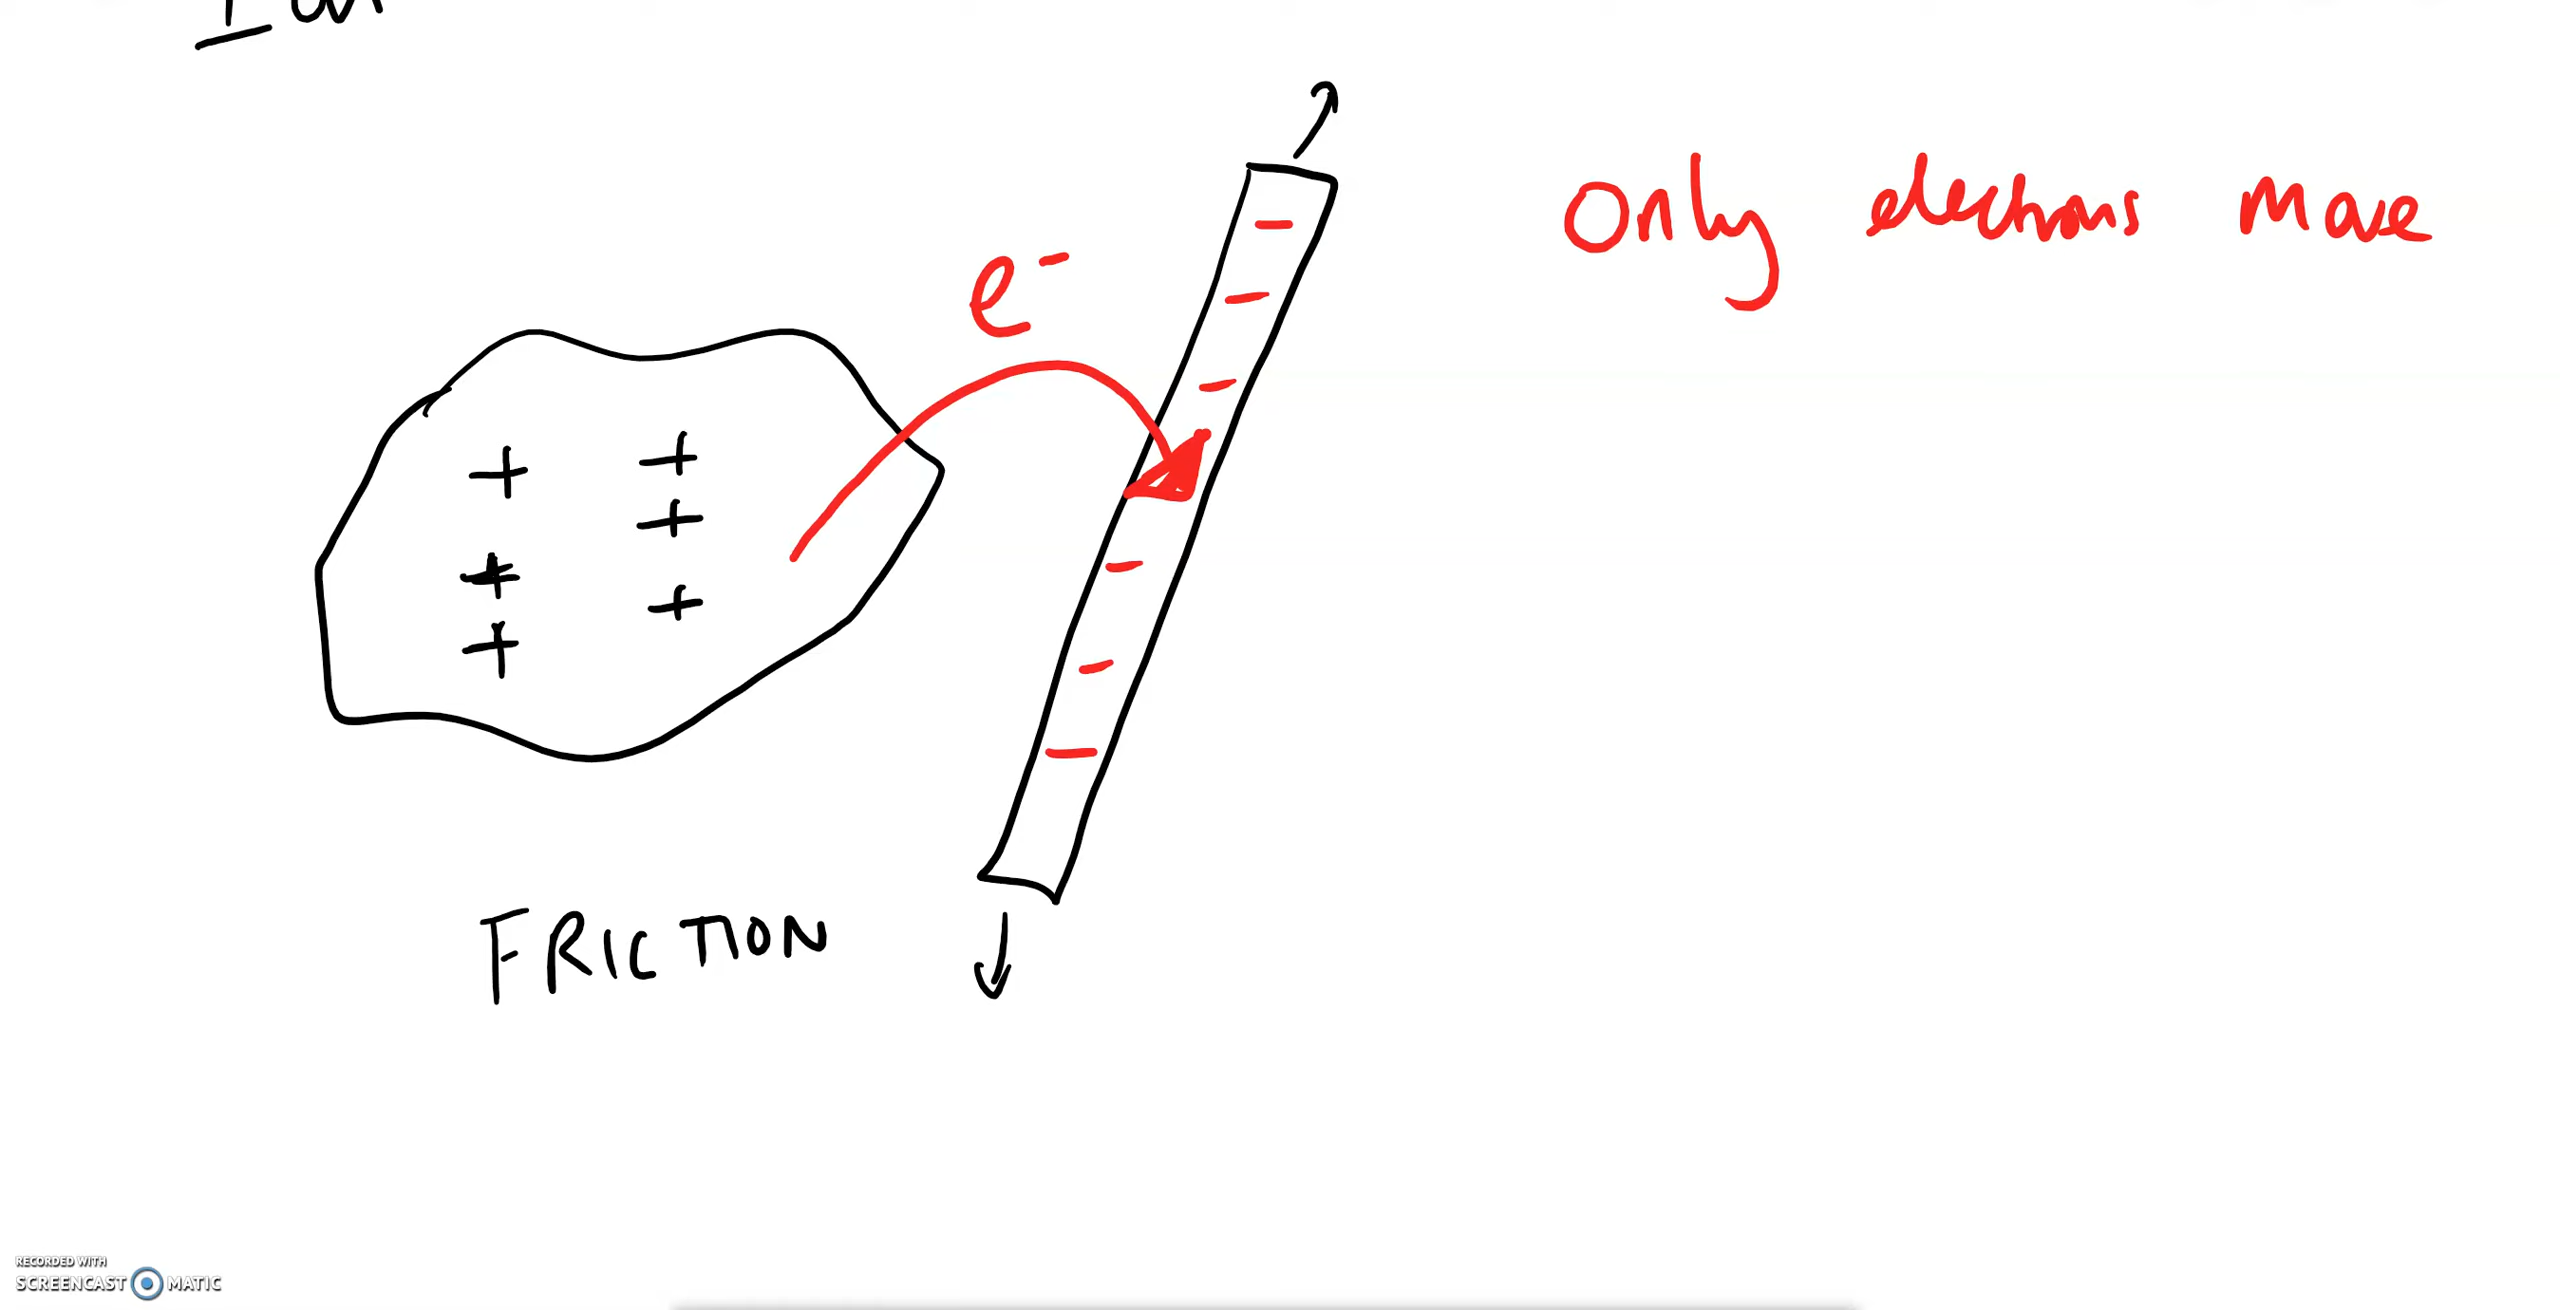 Only electrons move
e-
+ +
+
+
+
+
-
-
-
-
-
-
FRICTION
RECORDED WITH
SCREENCAST MATIC